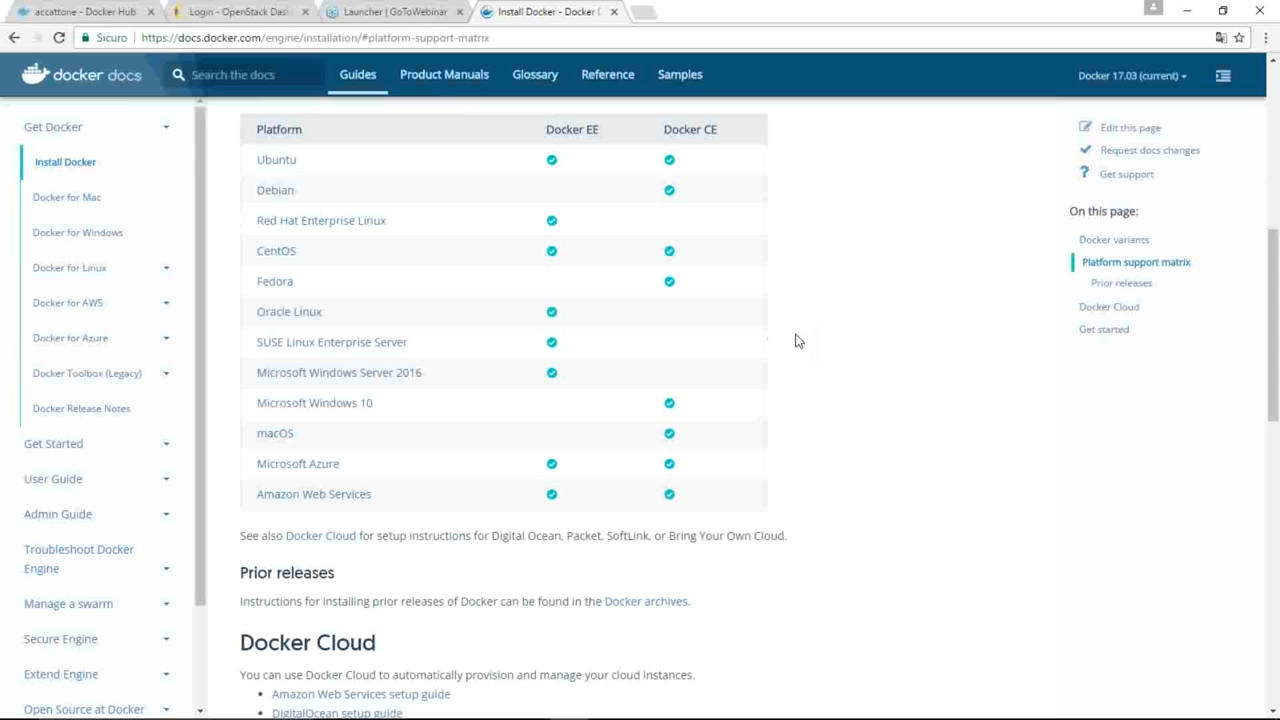 accattone - Docker Hub
Login - OpenStack Dash
Launcher | GoToWebinar
Install Docker - Docker D
Sicuro
https://docs.docker.com/engine/installation/#platform-support-matrix
docker docs
Search the docs
Guides
Product Manuals
Glossary
Reference
Samples
Docker 17.03 (current)
Get Docker
Install Docker
Docker for Mac
Docker for Windows
Docker for Linux
Docker for AWS
Docker for Azure
Docker Toolbox (Legacy)
Docker Release Notes
Get Started
User Guide
Admin Guide
Troubleshoot Docker
Engine
Manage a swarm
Secure Engine
Extend Engine
Open Source at Docker
Platform Docker EE Docker CE
Ubuntu
Debian
Red Hat Enterprise Linux
CentOS
Fedora
Oracle Linux
SUSE Linux Enterprise Server
Microsoft Windows Server 2016
Microsoft Windows 10
macOS
Microsoft Azure
Amazon Web Services
See also Docker Cloud for setup instructions for Digital Ocean, Packet, SoftLink, or Bring Your Own Cloud.
Prior releases
Instructions for installing prior releases of Docker can be found in the Docker archives.
Docker Cloud
You can use Docker Cloud to automatically provision and manage your cloud instances.
Amazon Web Services setup guide
DigitalOcean setup guide
Edit this page
Request docs changes
Get support
On this page:
Docker variants
Platform support matrix
Prior releases
Docker Cloud
Get started